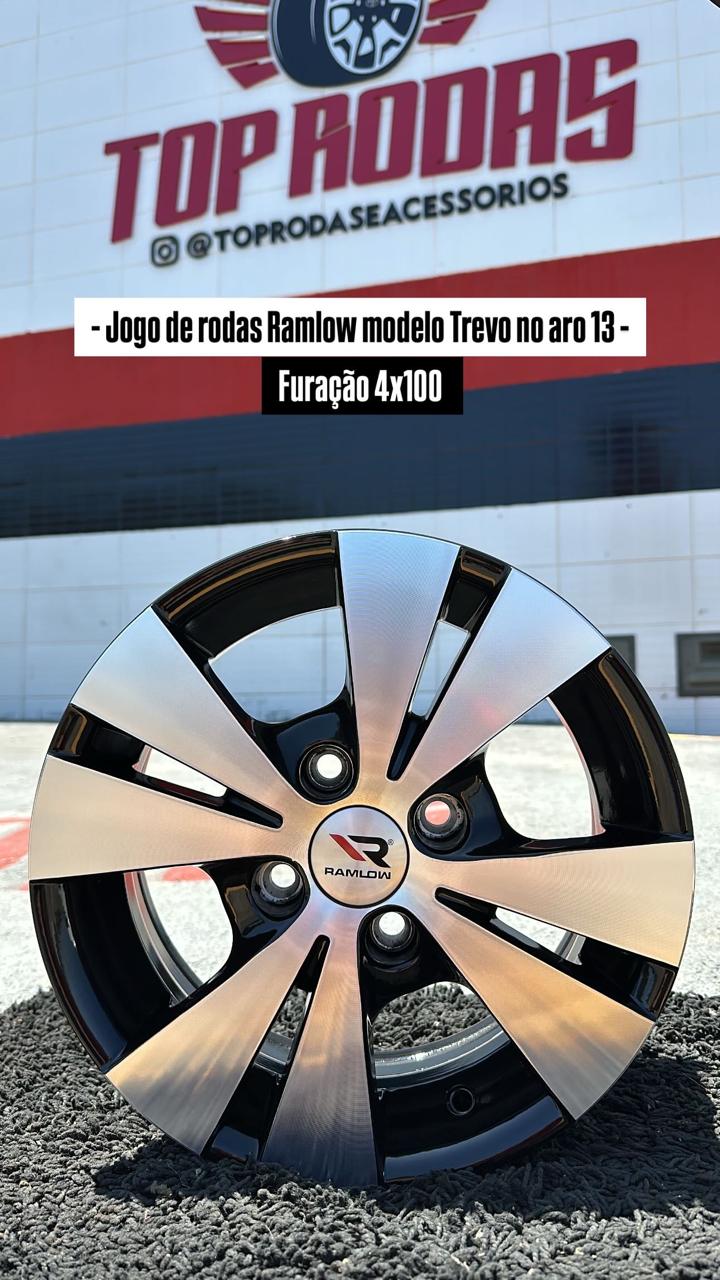 TOP RODAS
@TOPRODASEACESSORIOS
- Jogo de rodas Ramlow modelo Trevo no aro 13 -
Furação 4x100
R®
RAMLOW